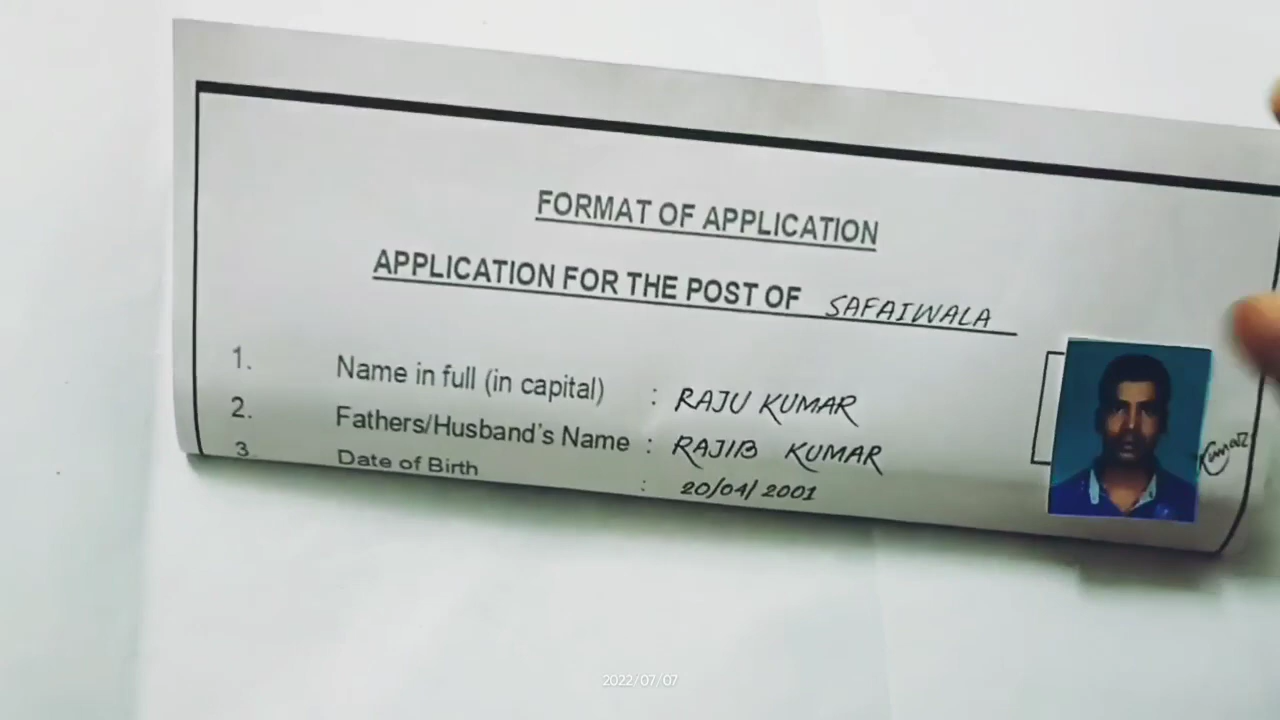 FORMAT OF APPLICATION
APPLICATION FOR THE POST OF SAFAIWALA
1. Name in full (in capital) : RAJU KUMAR
2. Fathers/Husband's Name : RAJIB KUMAR
3 Date of Birth : 20/04/2001
Kumar
2022/07/07